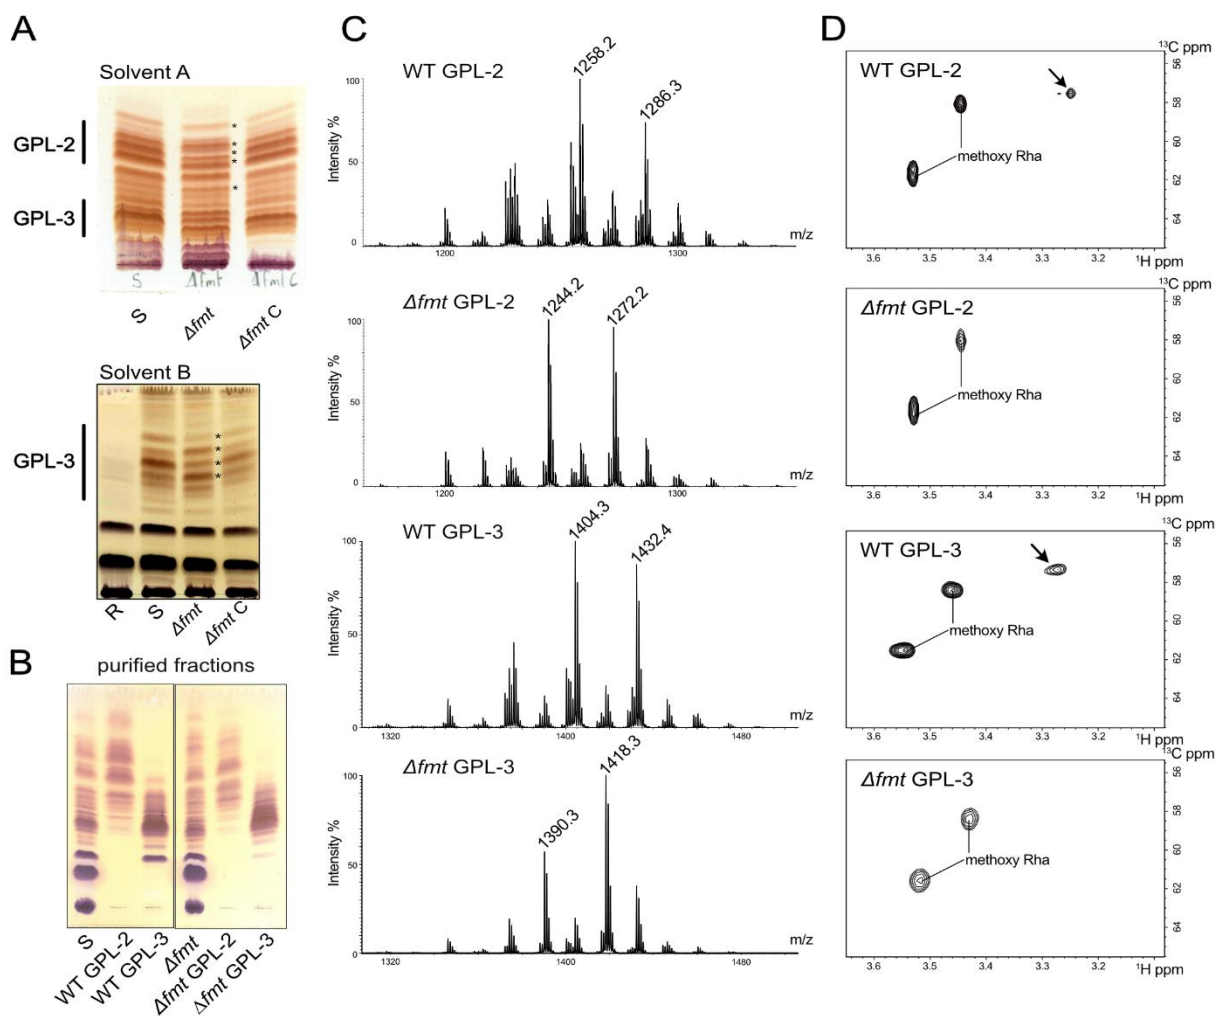 A
Solvent A
GPL-2
GPL-3
S
Δfmt
Δfmt C
S
Δfmt
Δfmt C
Solvent B
GPL-3
*
*
*
*
*
*
*
*
*
R
S
Δfmt
Δfmt C
B
purified fractions
S
WT GPL-2
WT GPL-3
Δfmt
Δfmt GPL-2
Δfmt GPL-3
C
WT GPL-2
1258.2
1286.3
Intensity %
100
50
0
1200
1300
m/z
Δfmt GPL-2
1244.2
1272.2
Intensity %
100
50
0
1200
1300
m/z
WT GPL-3
1404.3
1432.4
Intensity %
100
50
0
1320
1400
1480
m/z
Δfmt GPL-3
1390.3
1418.3
Intensity %
100
50
0
1320
1400
1480
m/z
D
WT GPL-2
13C ppm
methoxy Rha
56
58
60
62
64
3.6
3.5
3.4
3.3
3.2
1H ppm
Δfmt GPL-2
13C ppm
methoxy Rha
56
58
60
62
64
3.6
3.5
3.4
3.3
3.2
1H ppm
WT GPL-3
13C ppm
methoxy Rha
56
58
60
62
64
3.6
3.5
3.4
3.3
3.2
1H ppm
Δfmt GPL-3
13C ppm
methoxy Rha
56
58
60
62
64
3.6
3.5
3.4
3.3
3.2
1H ppm